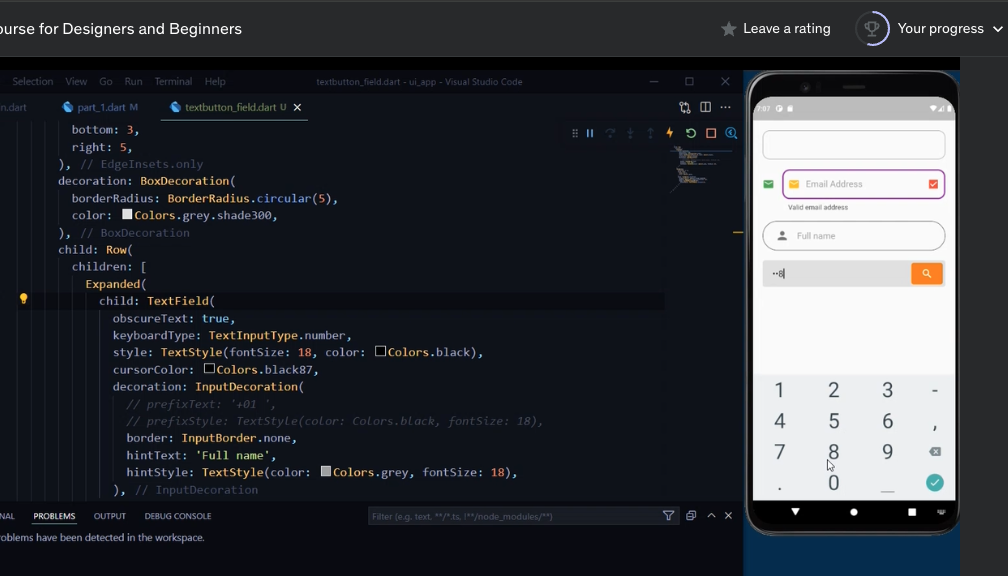 ourse for Designers and Beginners
Leave a rating
Your progress
Selection View Go Run Terminal Help
textbutton_field.dart - ui_app - Visual Studio Code
n.dart
part_1.dart M
textbutton_field.dart U
bottom: 3,
right: 5,
), // EdgeInsets.only
decoration: BoxDecoration(
borderRadius: BorderRadius.circular(5),
color: Colors.grey.shade300,
), // BoxDecoration
child: Row(
children: [
Expanded(
child: TextField(
obscureText: true,
keyboardType: TextInputType.number,
style: TextStyle(fontSize: 18, color: Colors.black),
cursorColor: Colors.black87,
decoration: InputDecoration(
// prefixText: '+01 ',
// prefixStyle: TextStyle(color: Colors.black, fontSize: 18),
border: InputBorder.none,
hintText: 'Full name',
hintStyle: TextStyle(color: Colors.grey, fontSize: 18),
), // InputDecoration
NAL PROBLEMS OUTPUT DEBUG CONSOLE
Filter (e.g. text, **/*.ts, !**/node_modules/**)
oblems have been detected in the workspace.
Email Address
Valid email address
Full name
••8
1 2 3 -
4 5 6 ,
7 8 9
. 0 _